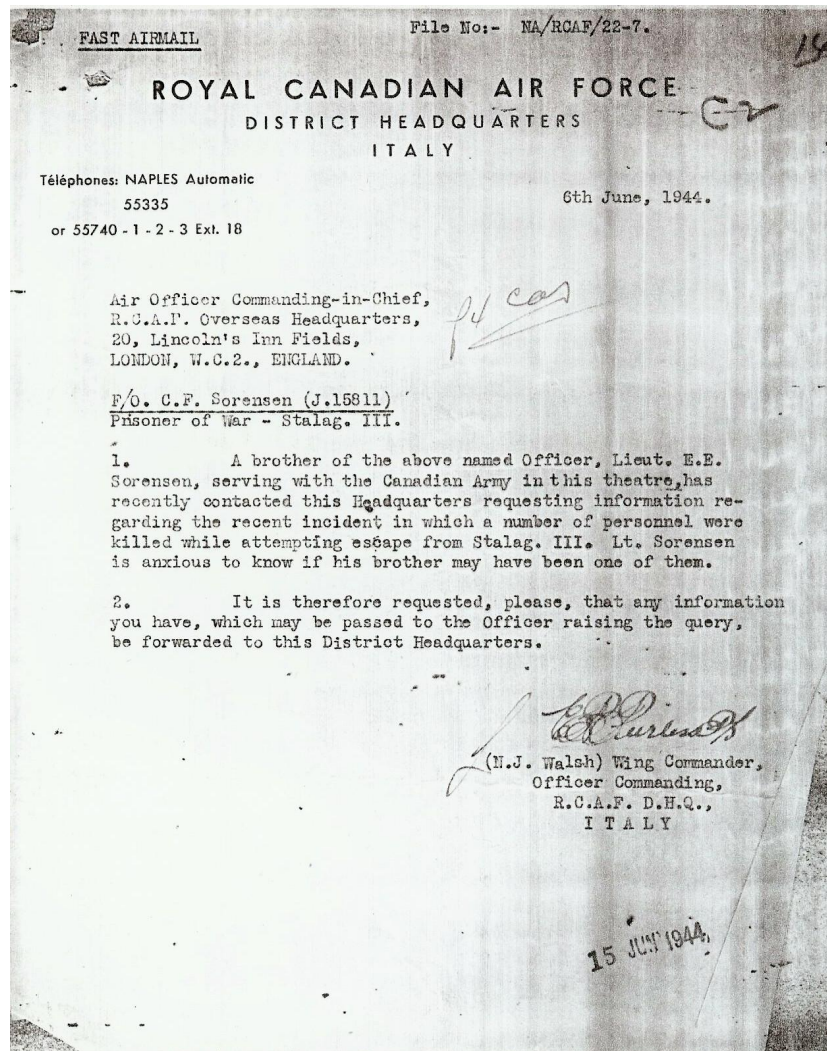 FAST AIRMAIL
File No:- NA/RCAF/22-7.
14
ROYAL CANADIAN AIR FORCE
DISTRICT HEADQUARTERS
ITALY
Téléphones: NAPLES Automatic
55335
or 55740 - 1 - 2 - 3 Ext. 18
6th June, 1944.
Air Officer Commanding-in-Chief,
R.C.A.F. Overseas Headquarters,
20, Lincoln's Inn Fields,
LONDON, W.C.2., ENGLAND.
F/O. C.F. Sorensen (J.15811)
Prisoner of War - Stalag. III.
1. A brother of the above named Officer, Lieut. E.E.
Sorensen, serving with the Canadian Army in this theatre, has
recently contacted this Headquarters requesting information re-
garding the recent incident in which a number of personnel were
killed while attempting escape from Stalag. III. Lt. Sorensen
is anxious to know if his brother may have been one of them.
2. It is therefore requested, please, that any information
you have, which may be passed to the Officer raising the query,
be forwarded to this District Headquarters.
(N.J. Walsh) Wing Commander,
Officer Commanding,
R.C.A.F. D.H.Q.,
I T A L Y
15 JUN 1944